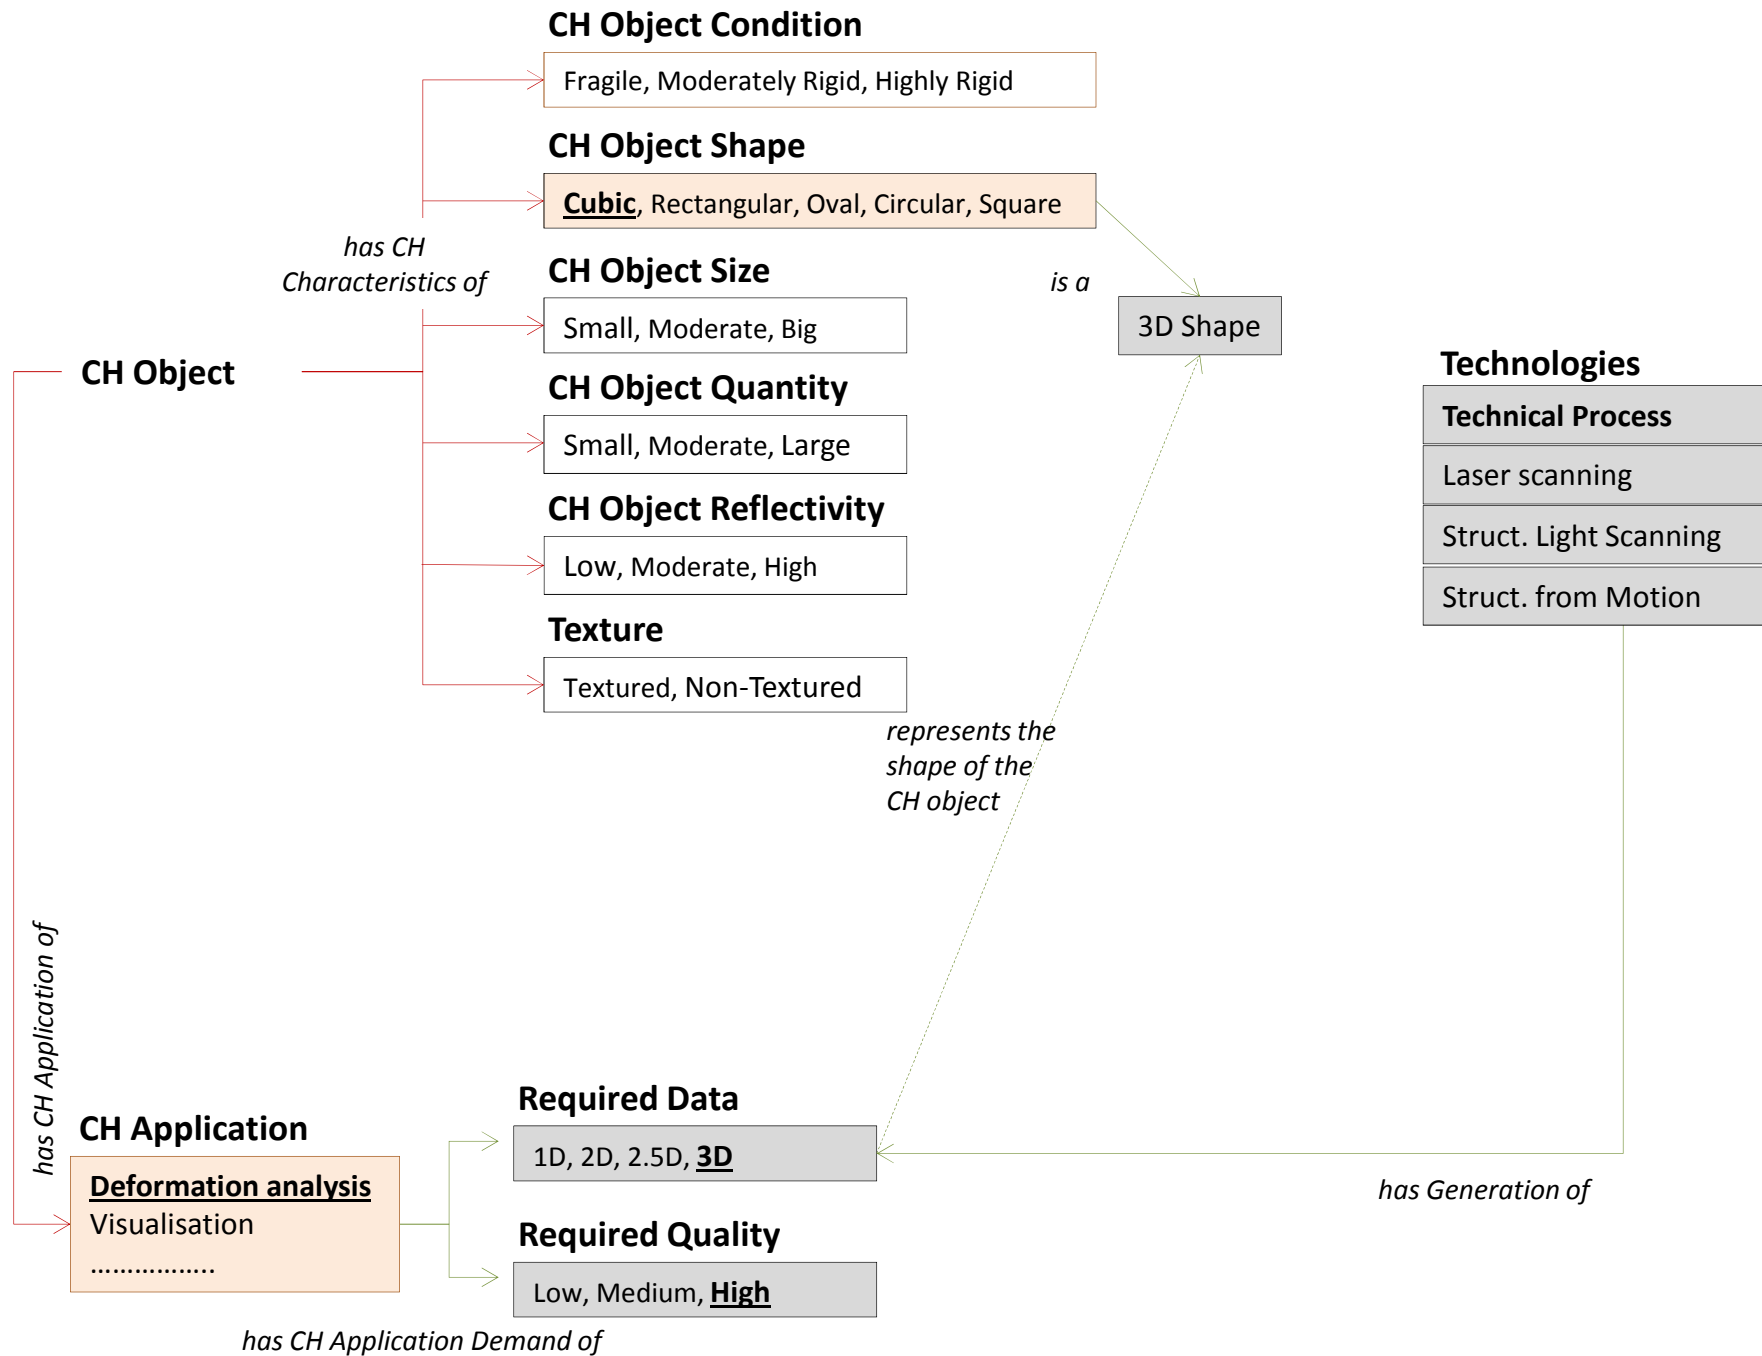 CH Object Condition
Fragile, Moderately Rigid, Highly Rigid
CH Object Shape
Cubic, Rectangular, Oval, Circular, Square
has CH
Characteristics of
CH Object Size
is a
Small, Moderate, Big
3D Shape
CH Object
CH Object Quantity
Small, Moderate, Large
Technologies
Technical Process
Laser scanning
Struct. Light Scanning
Struct. from Motion
CH Object Reflectivity
Low, Moderate, High
Texture
Textured, Non-Textured
represents the
shape of the
CH object
has CH Application of
CH Application
Deformation analysis
Visualisation
……………..
Required Data
1D, 2D, 2.5D, 3D
has Generation of
Required Quality
Low, Medium, High
has CH Application Demand of